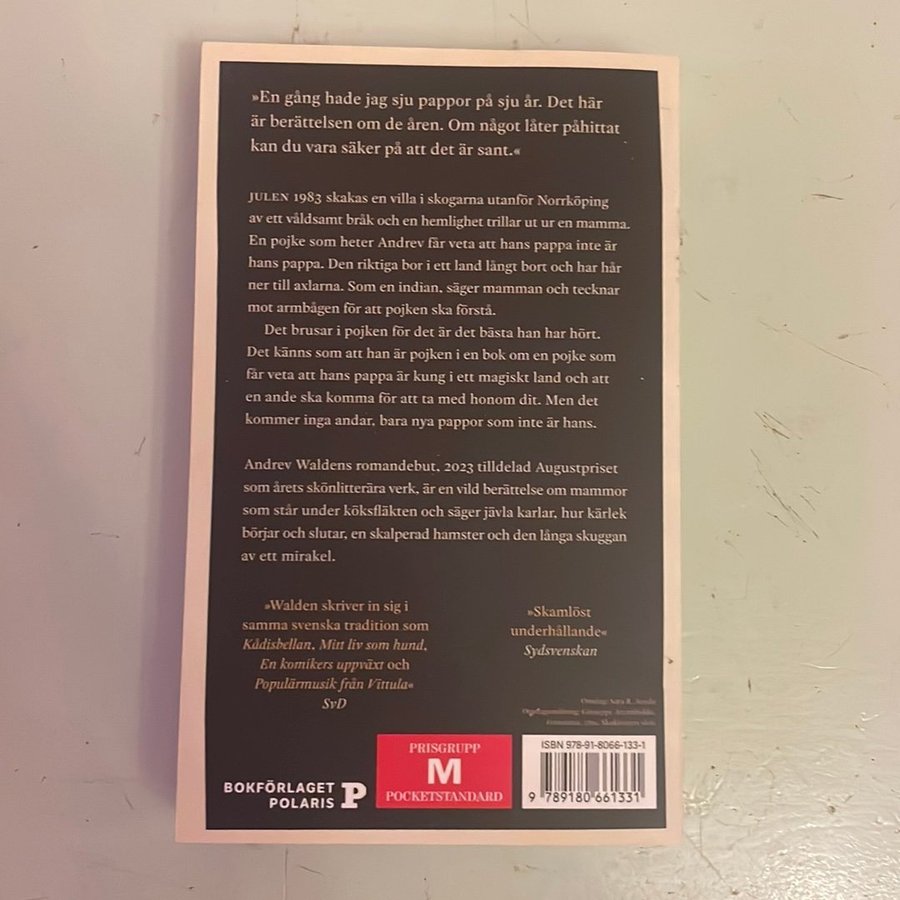 »En gång hade jag sju pappor på sju år. Det här
är berättelsen om de åren. Om något låter påhittat
kan du vara säker på att det är sant.«
JULEN 1983 skakas en villa i skogarna utanför Norrköping
av ett våldsamt bråk och en hemlighet trillar ut ur en mamma.
En pojke som heter Andrev får veta att hans pappa inte är
hans pappa. Den riktiga bor i ett land långt bort och har hår
ner till axlarna. Som en indian, säger mamman och tecknar
mot armbågen för att pojken ska förstå.
Det brusar i pojken för det är det bästa han har hört.
Det känns som att han är pojken i en bok om en pojke som
får veta att hans pappa är kung i ett magiskt land och att
en ande ska komma för att ta med honom dit. Men det
kommer inga andar, bara nya pappor som inte är hans.
Andrev Waldens romandebut, 2023 tilldelad Augustpriset
som årets skönlitterära verk, är en vild berättelse om mammor
som står under köksfläkten och säger jävla karlar, hur kärlek
börjar och slutar, en skalperad hamster och den långa skuggan
av ett mirakel.
»Walden skriver in sig i
samma svenska tradition som
Kådisbellan, Mitt liv som hund,
En komikers uppväxt och
Populärmusik från Vittula«
SvD
»Skamlöst
underhållande«
Sydsvenskan
Omslag: Sara R.
BOKFÖRLAGET
POLARIS P
PRISGRUPP
M
POCKETSTANDARD
ISBN 978-91-8066-133-1
9 789180 661331